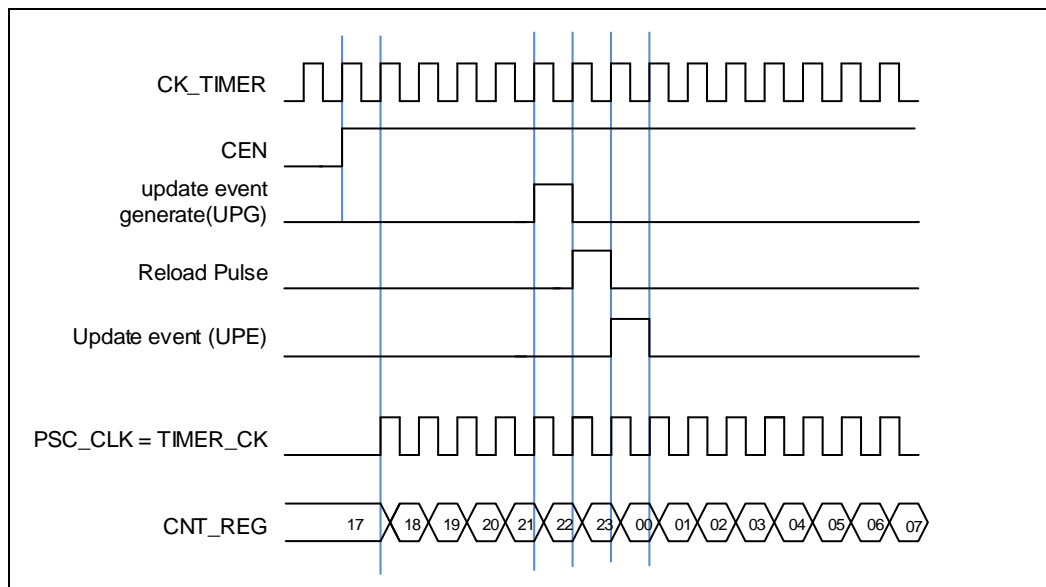 CK_TIMER
CEN
update event
generate(UPG)
Reload Pulse
Update event (UPE)
PSC_CLK = TIMER_CK
CNT_REG 17 18 19 20 21 22 23 00 01 02 03 04 05 06 07